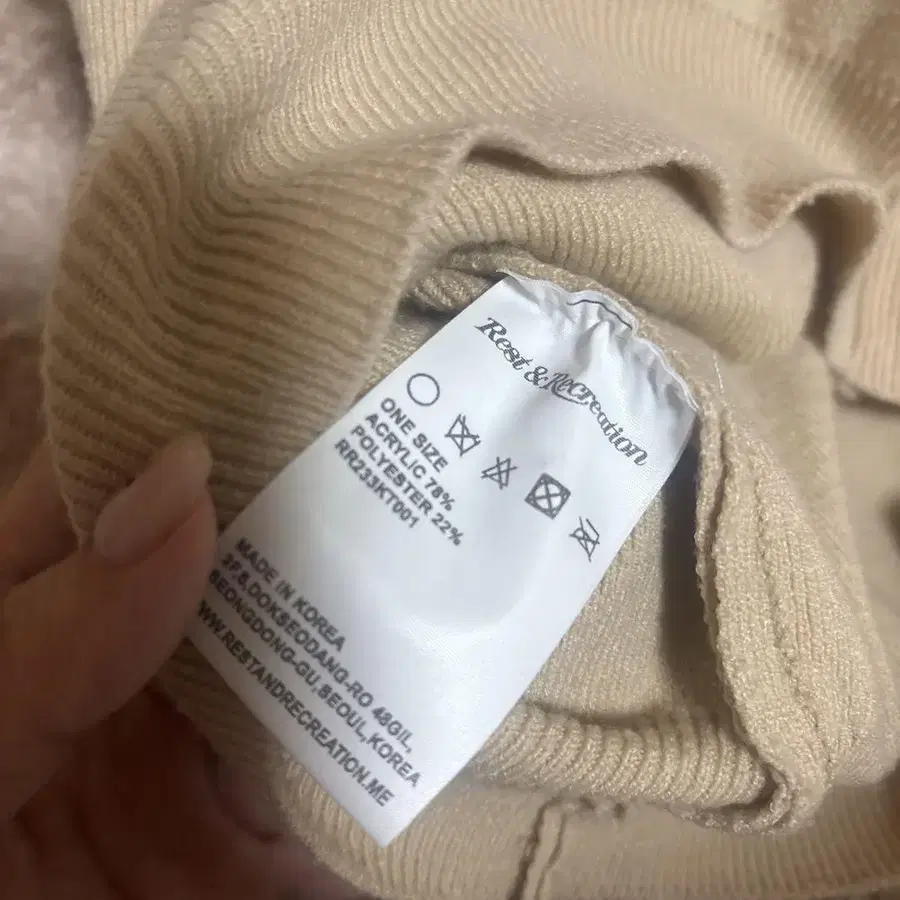 Rest & Recreation
ONE SIZE
ACRYLIC 78%
POLYESTER 22%
RR233KT001
MADE IN KOREA
2F,5,DOKSEODANG-RO 48GIL,
SEONGDONG-GU,SEOUL,KOREA
WW.RESTANDRECREATION.ME